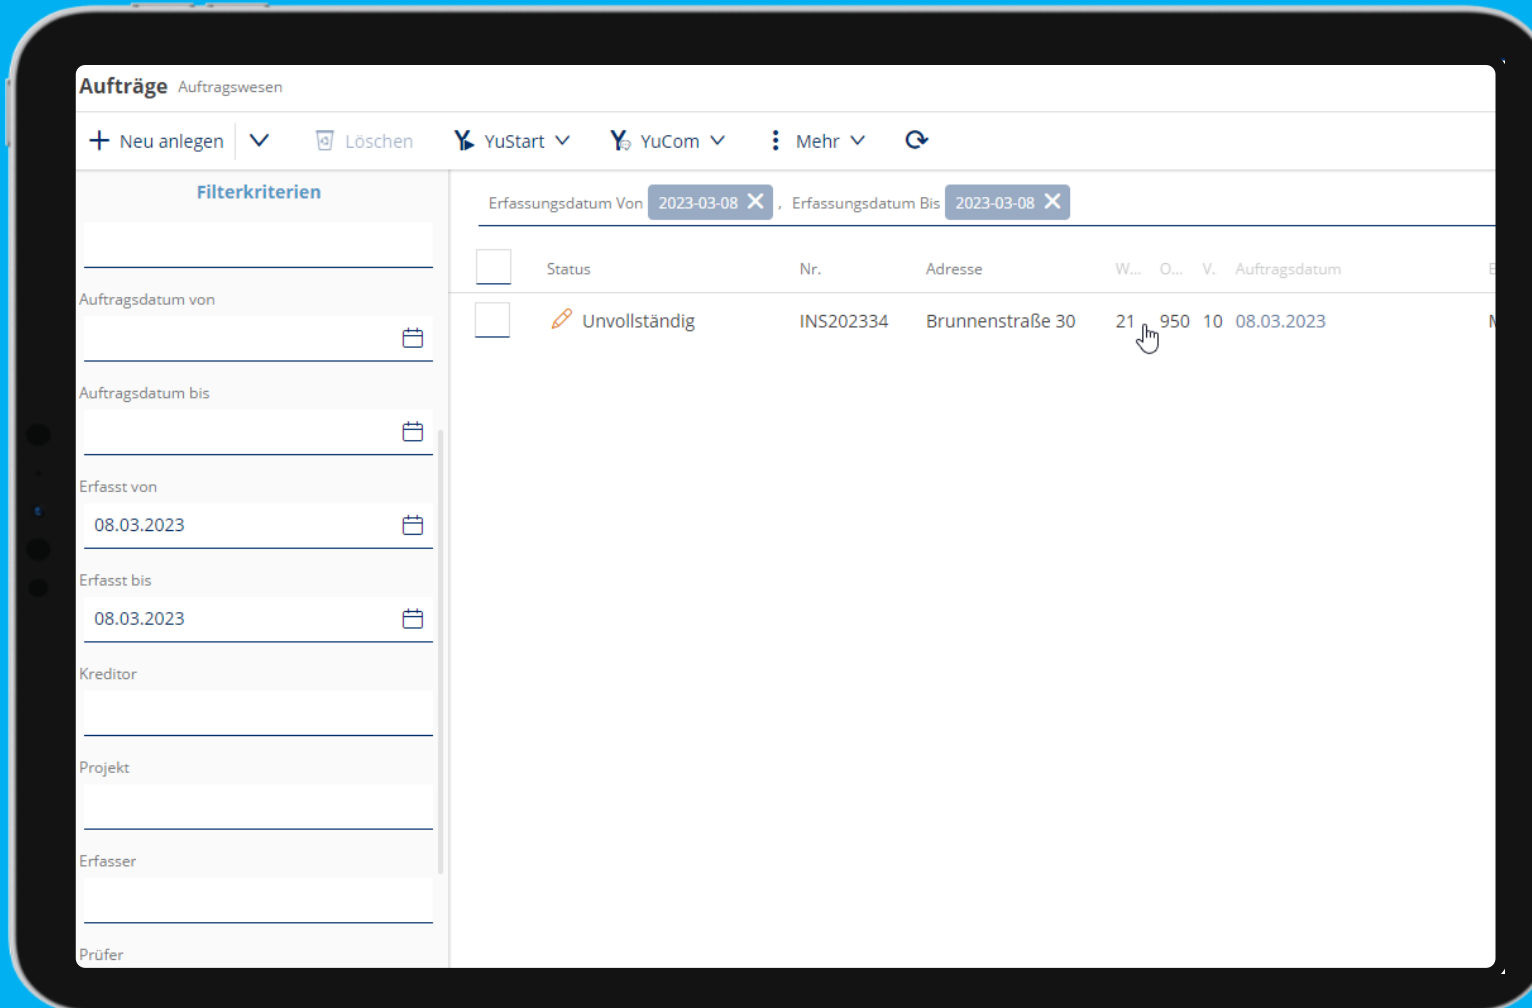 Aufträge Auftragswesen
Neu anlegen Löschen YuStart YuCom Mehr
Filterkriterien
Auftragsdatum von
Auftragsdatum bis
Erfasst von
08.03.2023
Erfasst bis
08.03.2023
Kreditor
Projekt
Erfasser
Prüfer
Erfassungsdatum Von 2023-03-08 , Erfassungsdatum Bis 2023-03-08
Status Nr. Adresse W... O... V. Auftragsdatum
Unvollständig INS202334 Brunnenstraße 30 21 950 10 08.03.2023